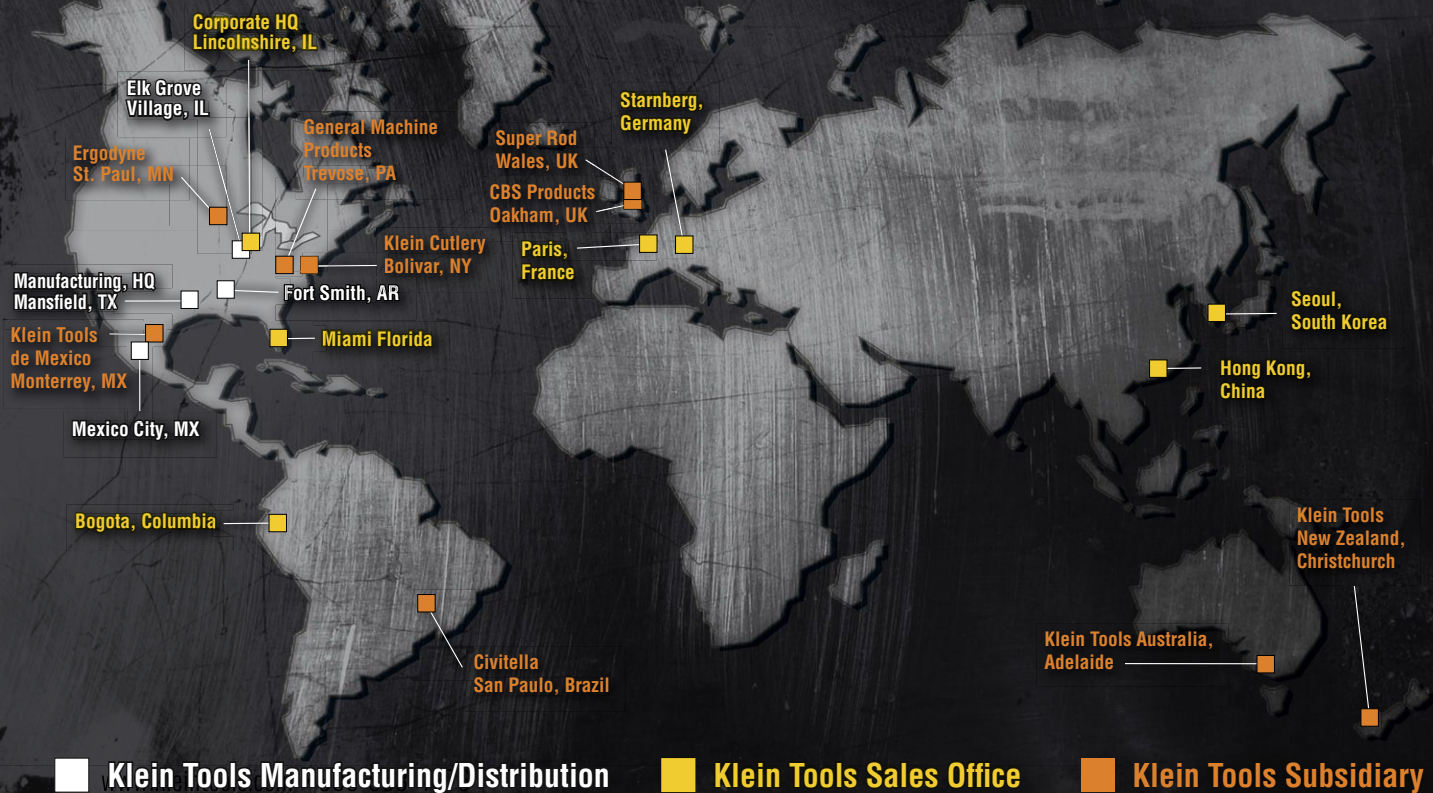 Corporate HQ
Lincolnshire, IL
Elk Grove
Village, IL
General Machine
Products
Trevose, PA
Ergodyne
St. Paul, MN
Klein Cutlery
Bolivar, NY
Manufacturing, HQ
Mansfield, TX
Fort Smith, AR
Klein Tools
de Mexico
Monterrey, MX
Miami Florida
Mexico City, MX
Bogota, Columbia
Civitella
San Paulo, Brazil
Starnberg,
Germany
Super Rod
Wales, UK
CBS Products
Oakham, UK
Paris,
France
Seoul,
South Korea
Hong Kong,
China
Klein Tools
New Zealand,
Christchurch
Klein Tools Australia,
Adelaide
Klein Tools Manufacturing/Distribution
Klein Tools Sales Office
Klein Tools Subsidiary